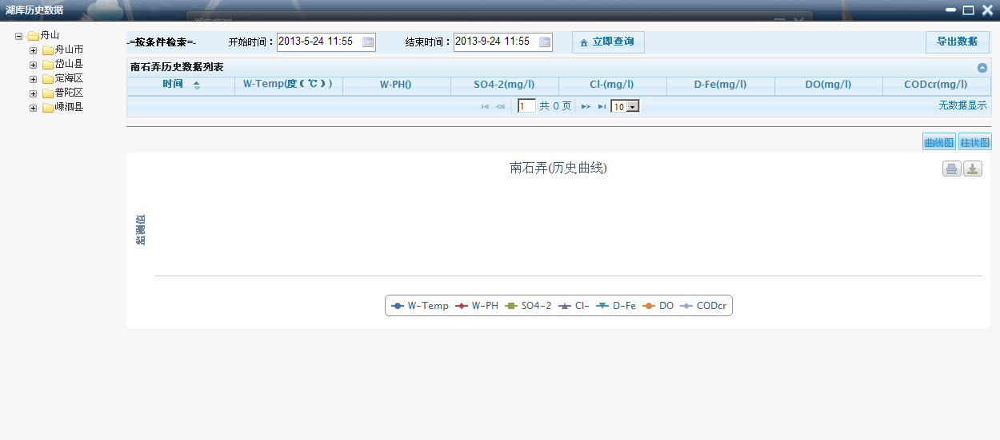 湖库历史数据
舟山
舟山市
岱山县
定海区
普陀区
嵊泗县
-=按条件检索=- 开始时间： 2013-5-24 11:55 结束时间： 2013-9-24 11:55 立即查询 导出数据
南石弄历史数据列表
时间 W-Temp(度(℃)) W-PH() SO4-2(mg/l) Cl-(mg/l) D-Fe(mg/l) DO(mg/l) CODcr(mg/l)
1 共 0 页 10 无数据显示
曲线图 柱状图
南石弄(历史曲线)
监测值
W-Temp W-PH SO4-2 Cl- D-Fe DO CODcr